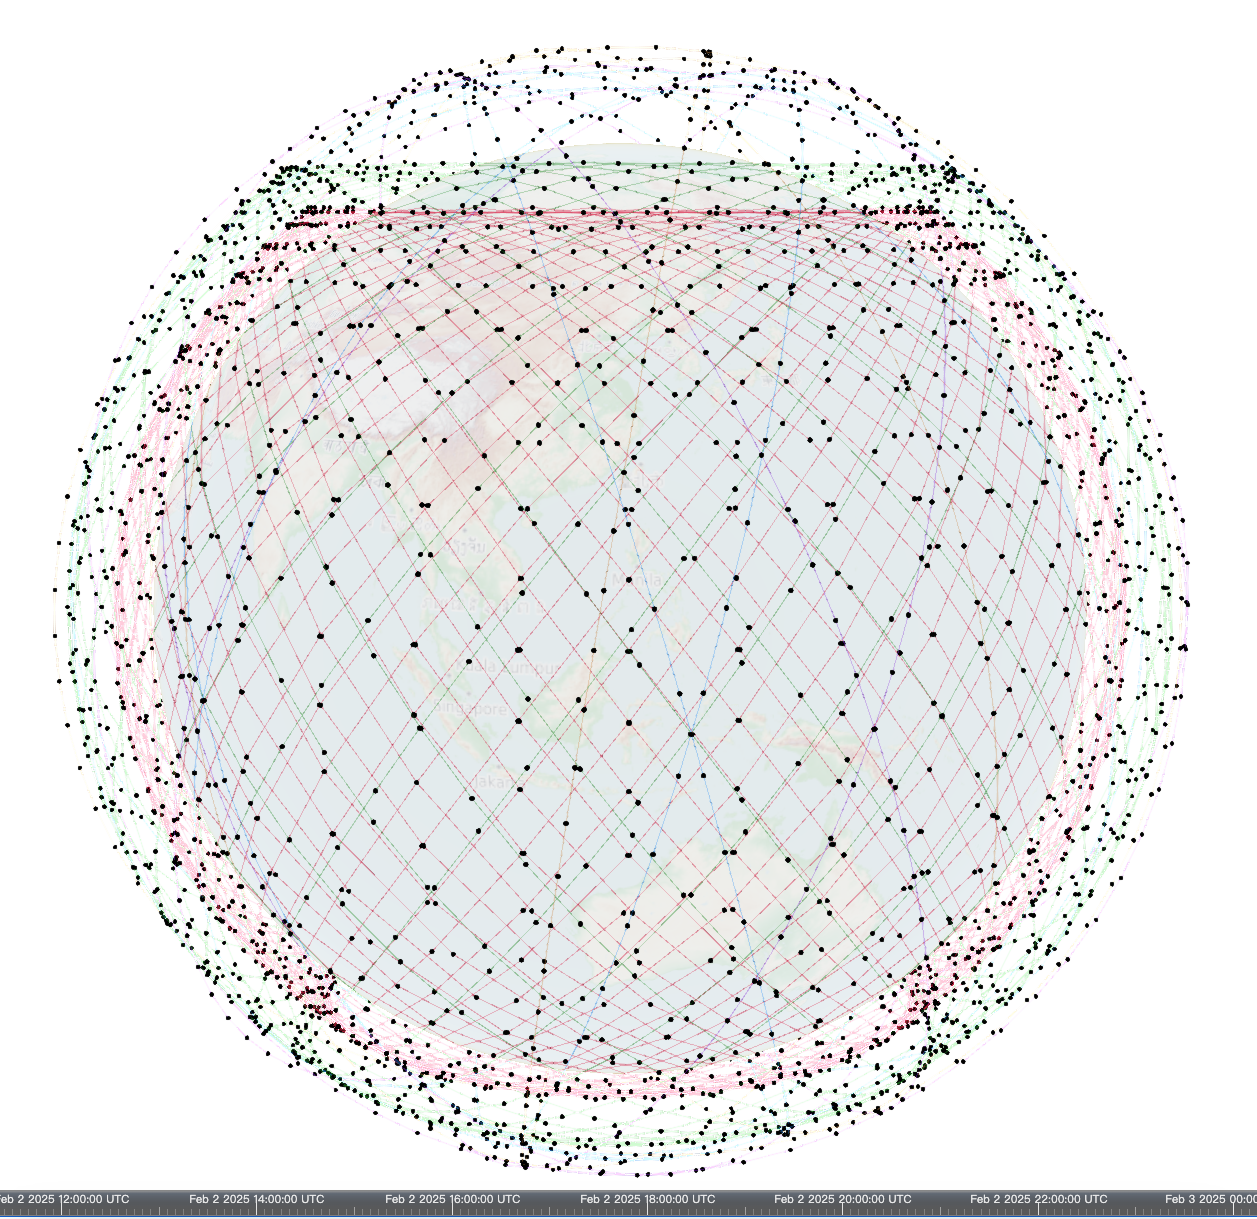 Manila
Kuala Lumpur
Singapore
Jakarta
Feb 2 2025 12:00:00 UTC
Feb 2 2025 14:00:00 UTC
Feb 2 2025 16:00:00 UTC
Feb 2 2025 18:00:00 UTC
Feb 2 2025 20:00:00 UTC
Feb 2 2025 22:00:00 UTC
Feb 3 2025 00:00